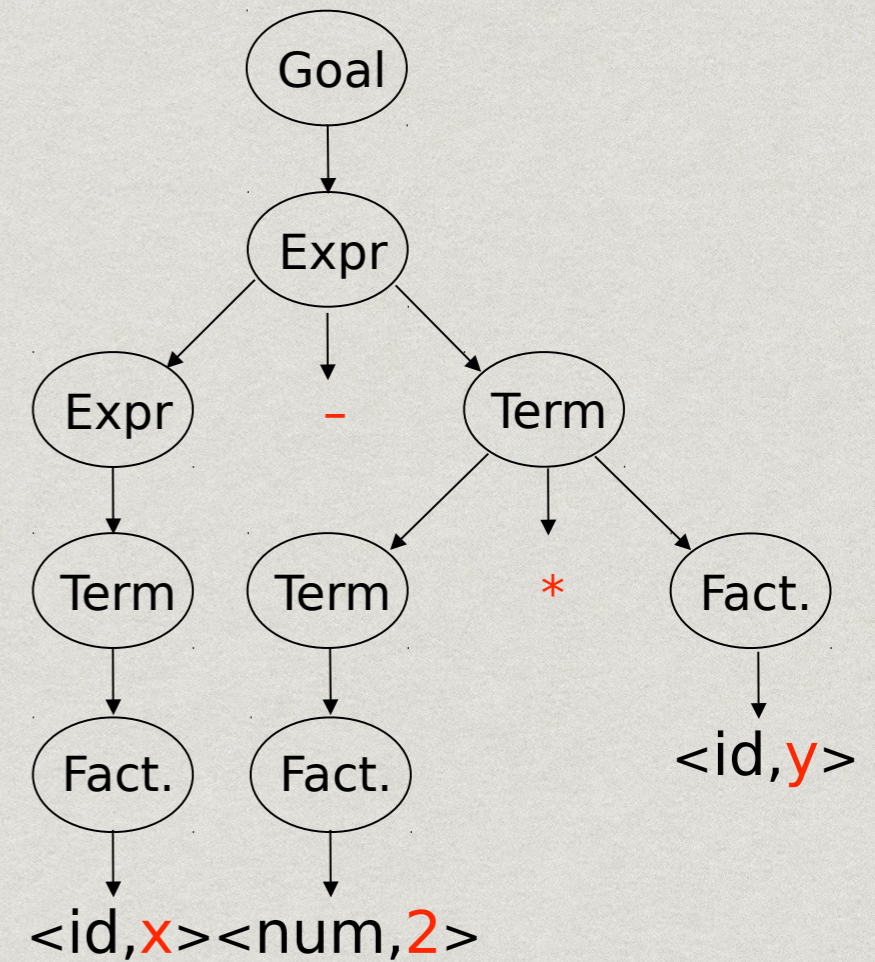 Goal
Expr
Expr – Term
Term Term * Fact.
Fact. Fact. <id,y>
<id,x> <num,2>